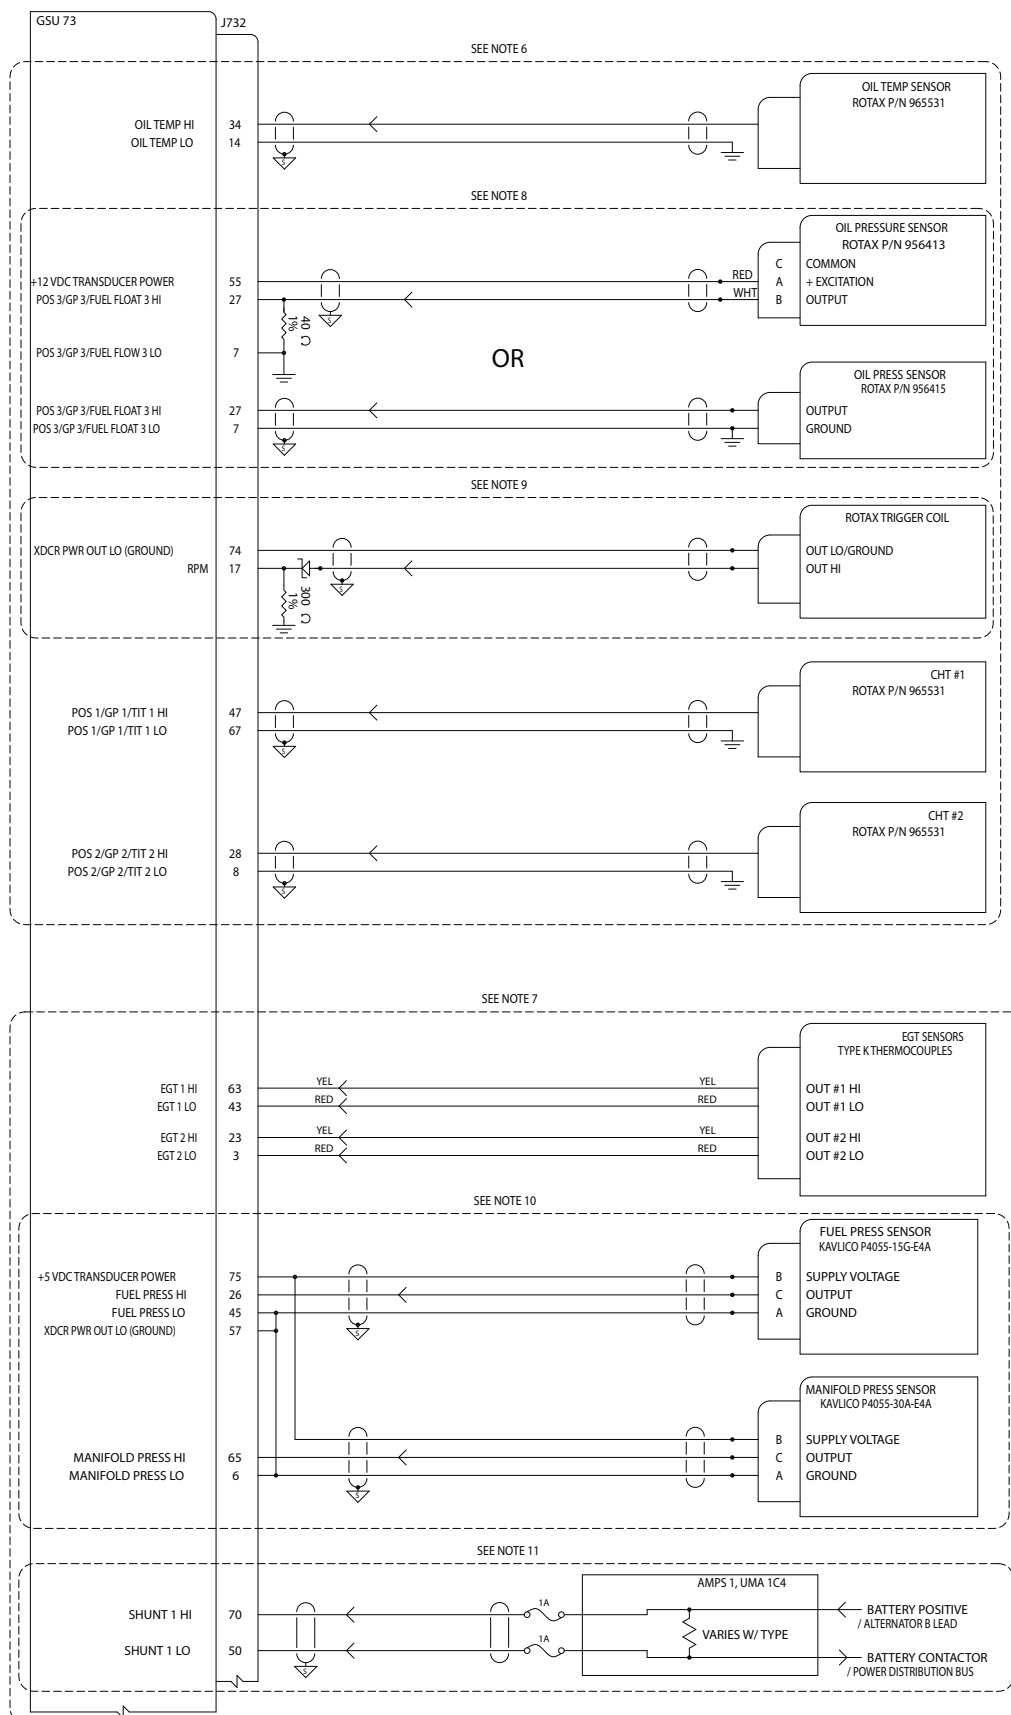 GSU 73
J732
SEE NOTE 6
OIL TEMP SENSOR
ROTAX P/N 965531
OIL TEMP HI 34
OIL TEMP LO 14
S
SEE NOTE 8
OIL PRESSURE SENSOR
ROTAX P/N 956413
C COMMON
+12 VDC TRANSDUCER POWER 55 RED A + EXCITATION
POS 3/GP 3/FUEL FLOAT 3 HI 27 WHT B OUTPUT
S
40 Ω
1%
POS 3/GP 3/FUEL FLOW 3 LO 7
OR
OIL PRESS SENSOR
ROTAX P/N 956415
POS 3/GP 3/FUEL FLOAT 3 HI 27 OUTPUT
POS 3/GP 3/FUEL FLOAT 3 LO 7 GROUND
S
SEE NOTE 9
ROTAX TRIGGER COIL
XDCR PWR OUT LO (GROUND) 74 OUT LO/GROUND
RPM 17 OUT HI
S
300 Ω
1%
CHT #1
ROTAX P/N 965531
POS 1/GP 1/TIT 1 HI 47
POS 1/GP 1/TIT 1 LO 67
S
CHT #2
ROTAX P/N 965531
POS 2/GP 2/TIT 2 HI 28
POS 2/GP 2/TIT 2 LO 8
S
SEE NOTE 7
EGT SENSORS
TYPE K THERMOCOUPLES
EGT 1 HI 63 YEL YEL OUT #1 HI
EGT 1 LO 43 RED RED OUT #1 LO
EGT 2 HI 23 YEL YEL OUT #2 HI
EGT 2 LO 3 RED RED OUT #2 LO
SEE NOTE 10
FUEL PRESS SENSOR
KAVLICO P4055-15G-E4A
+5 VDC TRANSDUCER POWER 75 B SUPPLY VOLTAGE
FUEL PRESS HI 26 C OUTPUT
FUEL PRESS LO 45 A GROUND
XDCR PWR OUT LO (GROUND) 57
S
MANIFOLD PRESS SENSOR
KAVLICO P4055-30A-E4A
B SUPPLY VOLTAGE
MANIFOLD PRESS HI 65 C OUTPUT
MANIFOLD PRESS LO 6 A GROUND
S
SEE NOTE 11
AMPS 1, UMA 1C4
SHUNT 1 HI 70 1A BATTERY POSITIVE
/ ALTERNATOR B LEAD
VARIES W/ TYPE
SHUNT 1 LO 50 1A BATTERY CONTACTOR
/ POWER DISTRIBUTION BUS
S